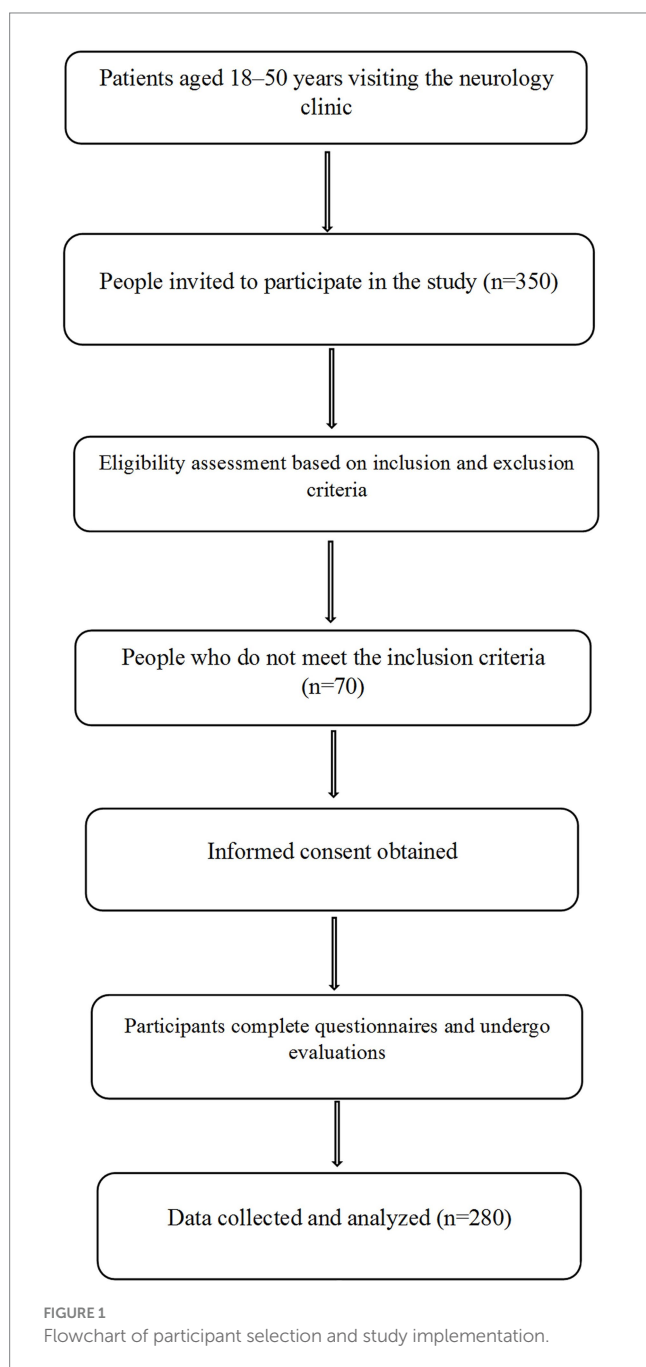 Patients aged 18–50 years visiting the neurology
clinic
People invited to participate in the study (n=350)
Eligibility assessment based on inclusion and exclusion
criteria
People who do not meet the inclusion criteria
(n=70)
Informed consent obtained
Participants complete questionnaires and undergo
evaluations
Data collected and analyzed (n=280)
FIGURE 1
Flowchart of participant selection and study implementation.